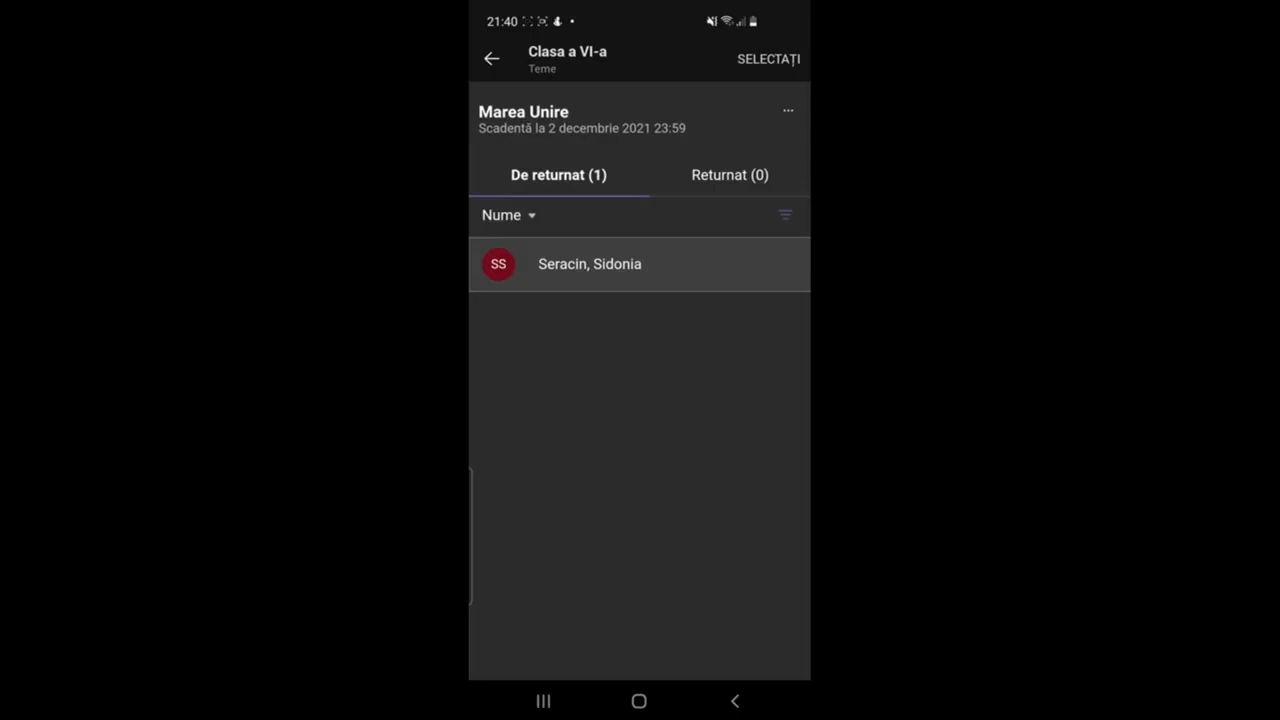 21:40
Clasa a VI-a
Teme
SELECTAȚI
Marea Unire
Scadentă la 2 decembrie 2021 23:59
De returnat (1)
Returnat (0)
Nume
SS
Seracin, Sidonia